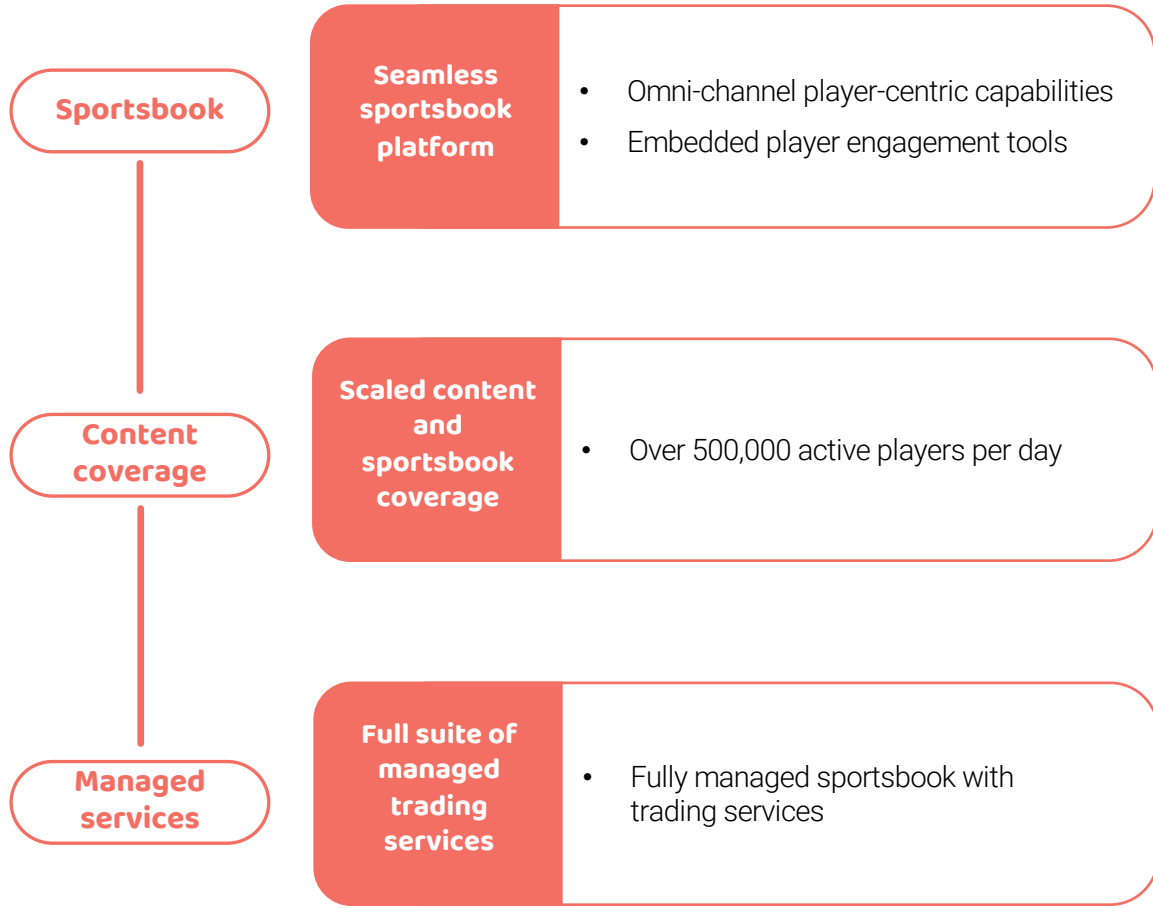 Sportsbook
Seamless
sportsbook
platform
• Omni-channel player-centric capabilities
• Embedded player engagement tools
Content
coverage
Scaled content
and
sportsbook
coverage
• Over 500,000 active players per day
Managed
services
Full suite of
managed
trading
services
• Fully managed sportsbook with
trading services